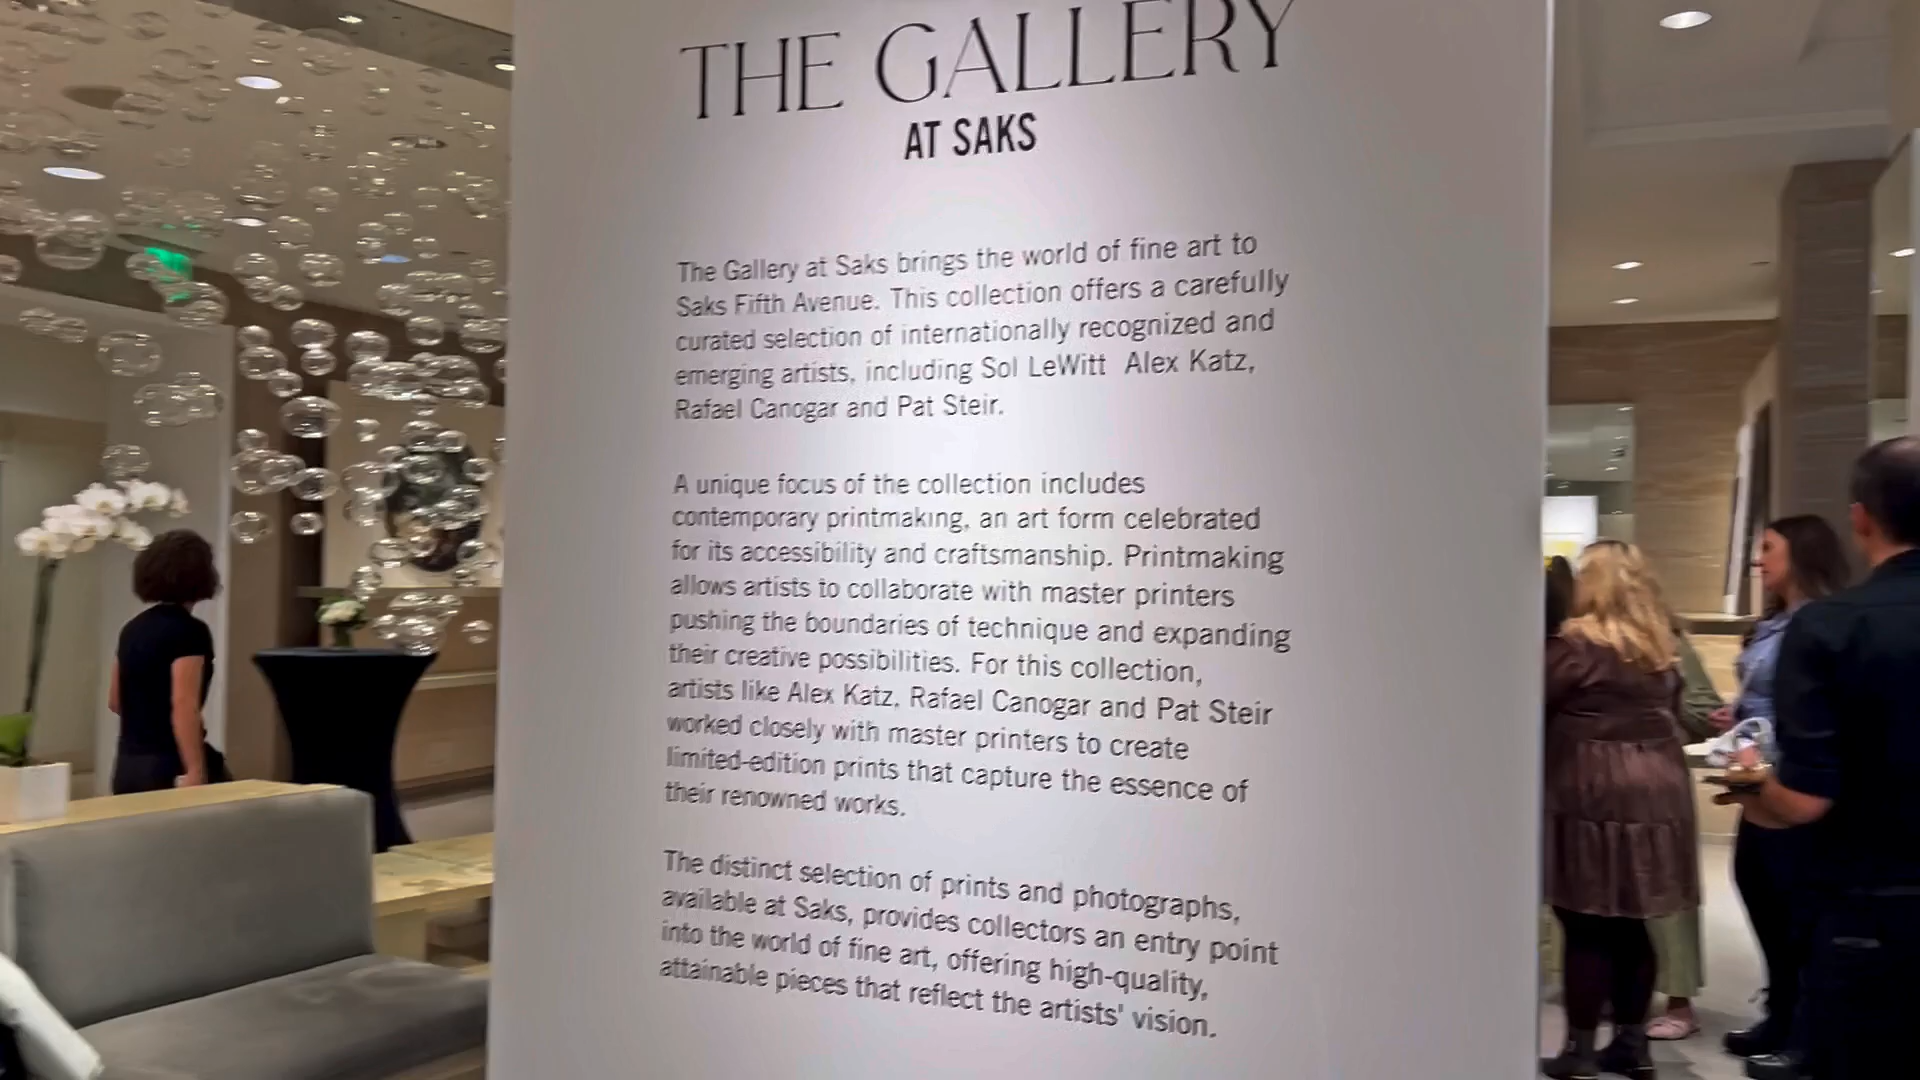 THE GALLERY
AT SAKS
The Gallery at Saks brings the world of fine art to
Saks Fifth Avenue. This collection offers a carefully
curated selection of internationally recognized and
emerging artists, including Sol LeWitt Alex Katz,
Rafael Canogar and Pat Steir.
A unique focus of the collection includes
contemporary printmaking, an art form celebrated
for its accessibility and craftsmanship. Printmaking
allows artists to collaborate with master printers
pushing the boundaries of technique and expanding
their creative possibilities. For this collection,
artists like Alex Katz, Rafael Canogar and Pat Steir
worked closely with master printers to create
limited-edition prints that capture the essence of
their renowned works.
The distinct selection of prints and photographs,
available at Saks, provides collectors an entry point
into the world of fine art, offering high-quality,
attainable pieces that reflect the artists' vision.